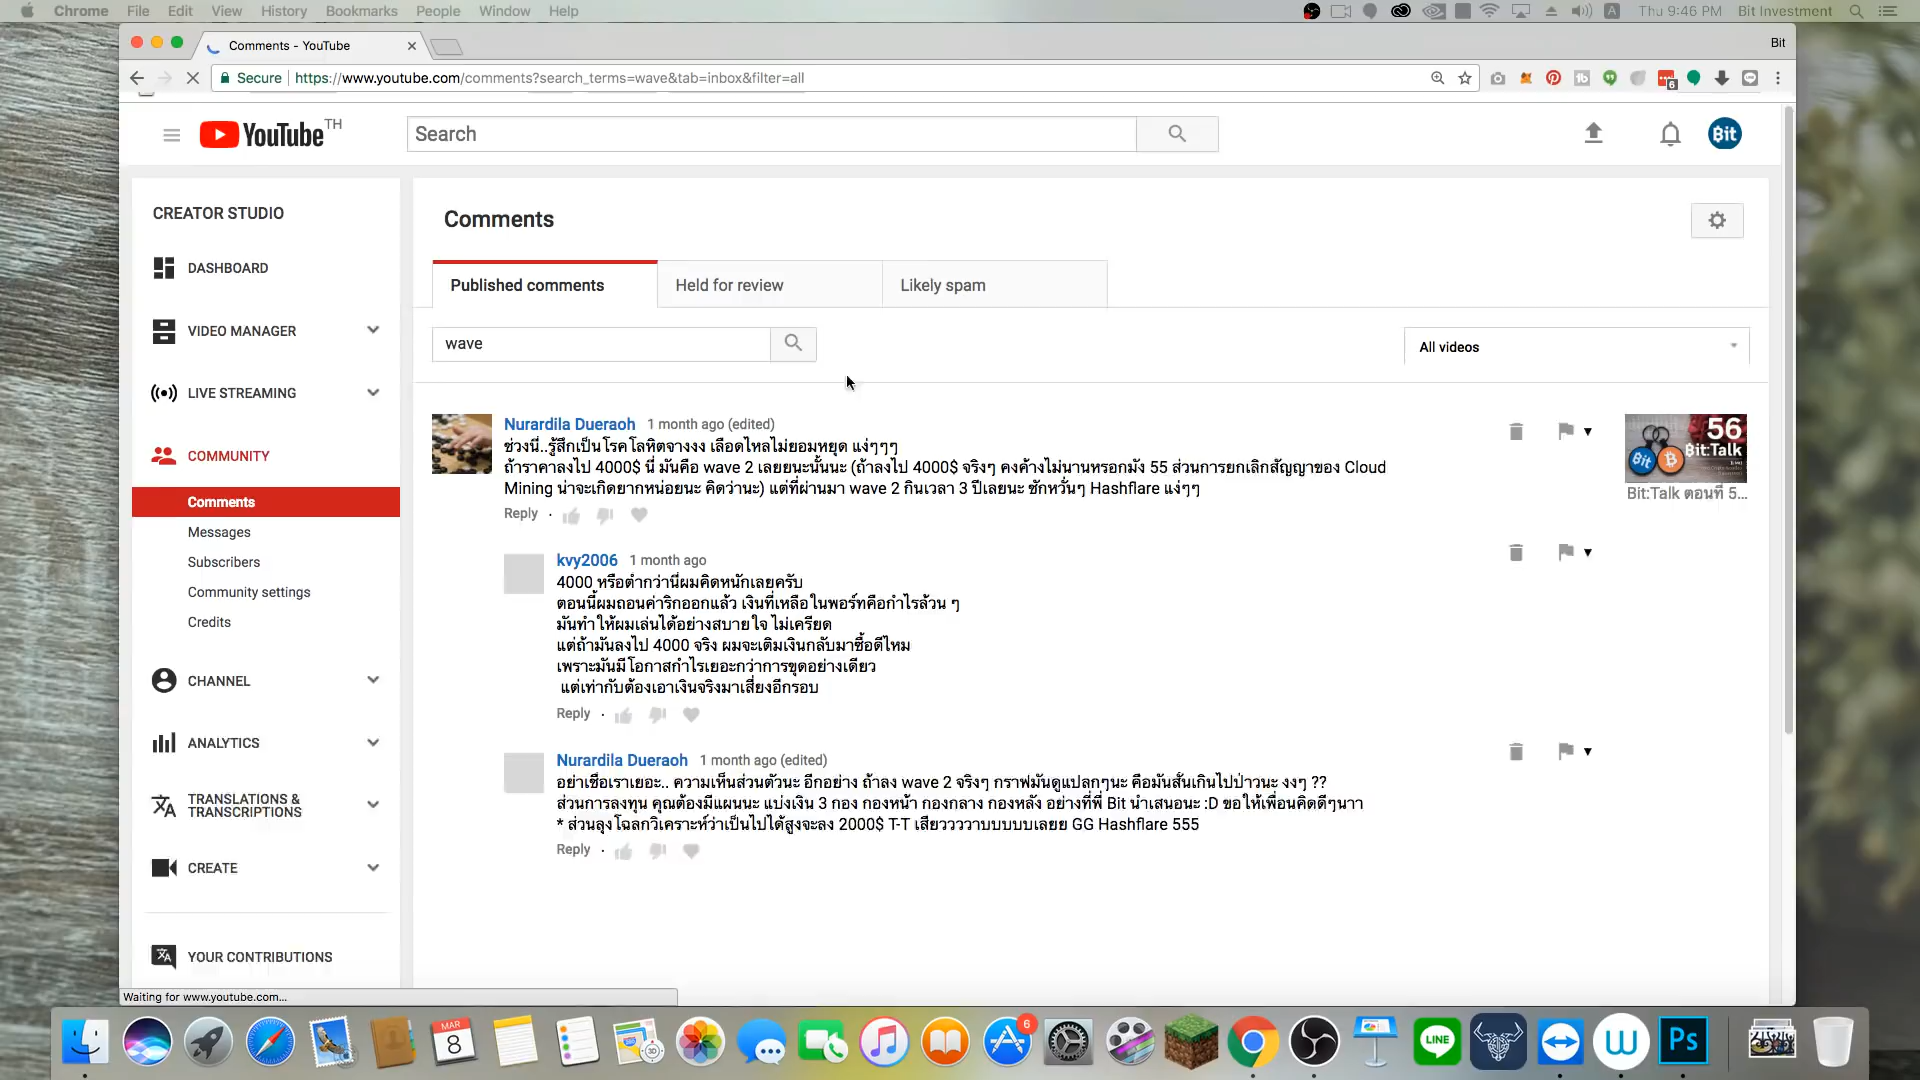 Chrome File Edit View History Bookmarks People Window Help Thu 9:46 PM Bit Investment
Comments - YouTube Bit
Secure https://www.youtube.com/comments?search_terms=wave&tab=inbox&filter=all
6
YouTube TH Search Bit
CREATOR STUDIO
DASHBOARD
VIDEO MANAGER
LIVE STREAMING
COMMUNITY
Comments
Messages
Subscribers
Community settings
Credits
CHANNEL
ANALYTICS
TRANSLATIONS &
TRANSCRIPTIONS
CREATE
YOUR CONTRIBUTIONS
Comments
Published comments Held for review Likely spam
wave All videos
Nurardila Dueraoh 1 month ago (edited)
ช่วงนี้..รู้สึกเป็นโรคโลหิตจางงง เลือดไหลไม่ยอมหยุด แง่ๆๆๆ
ถ้าราคาลงไป 4000$ นี่ มันคือ wave 2 เลยยนะนั้นนะ (ถ้าลงไป 4000$ จริงๆ คงค้างไม่นานหรอกมัง 55 ส่วนการยกเลิกสัญญาของ Cloud
Mining น่าจะเกิดยากหน่อยนะ คิดว่านะ) แต่ที่ผ่านมา wave 2 กินเวลา 3 ปีเลยนะ ชักหวั่นๆ Hashflare แง่ๆๆ
Reply
56
Bit:Talk
Bit
Bit:Talk ตอนที่ 5...
kvy2006 1 month ago
4000 หรือต่ำกว่านี่ผมคิดหนักเลยครับ
ตอนนี้ผมถอนค่าริกออกแล้ว เงินที่เหลือในพอร์ทคือกำไรล้วน ๆ
มันทำให้ผมเล่นได้อย่างสบายใจ ไม่เครียด
แต่ถ้ามันลงไป 4000 จริง ผมจะเติมเงินกลับมาซื้อดีไหม
เพราะมันมีโอกาสกำไรเยอะกว่าการขุดอย่างเดียว
แต่เท่ากับต้องเอาเงินจริงมาเสี่ยงอีกรอบ
Reply
Nurardila Dueraoh 1 month ago (edited)
อย่าเชื่อเราเยอะ.. ความเห็นส่วนตัวนะ อีกอย่าง ถ้าลง wave 2 จริงๆ กราฟมันดูแปลกๆนะ คือมันสั้นเกินไปป่าวนะ งงๆ ??
ส่วนการลงทุน คุณต้องมีแผนนะ แบ่งเงิน 3 กอง กองหน้า กองกลาง กองหลัง อย่างที่พี่ Bit นำเสนอนะ :D ขอให้เพื่อนคิดดีๆนาา
* ส่วนลุงโฉลกวิเคราะห์ว่าเป็นไปได้สูงจะลง 2000$ T-T เสียววววาบบบบบเลยย GG Hashflare 555
Reply
Waiting for www.youtube.com...
MAR
8
6
LINE
W
Ps